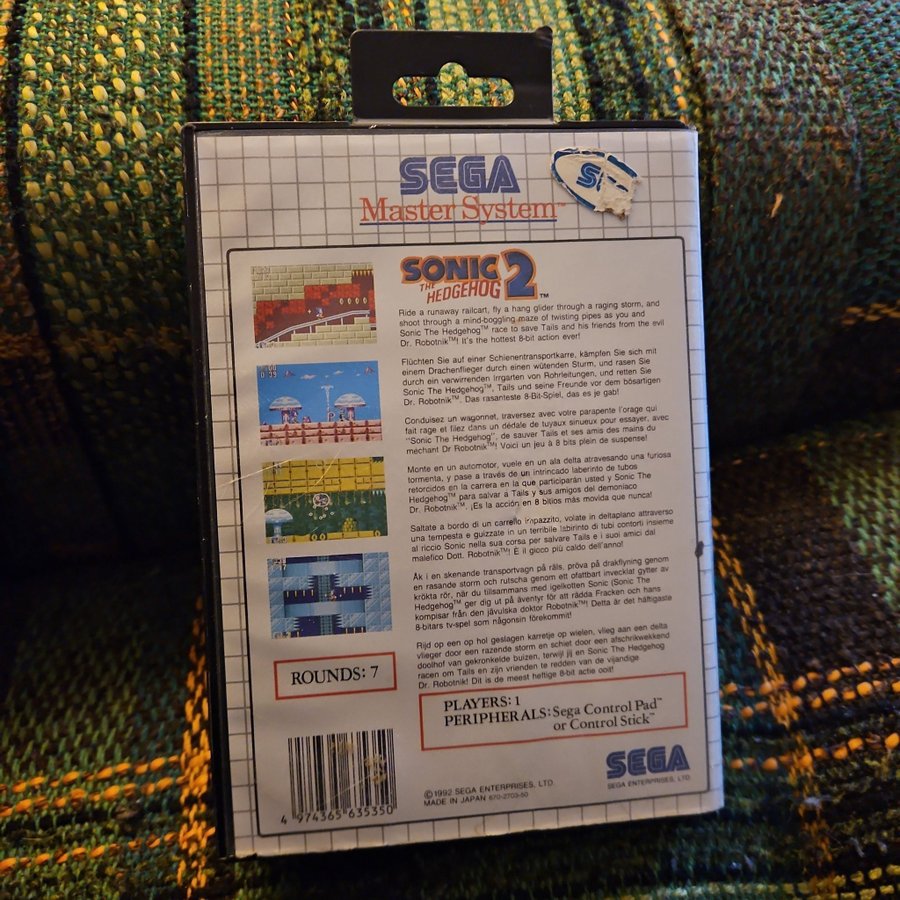 SEGA
Master System™
SONIC
THE
HEDGEHOG 2™
Ride a runaway railcart, fly a hang glider through a raging storm, and
shoot through a mind-boggling maze of twisting pipes as you and
Sonic The Hedgehog™ race to save Tails and his friends from the evil
Dr. Robotnik™! It's the hottest 8-bit action ever!
Flüchten Sie auf einer Schienentransportkarre, kämpfen Sie sich mit
einem Drachenflieger durch einen wütenden Sturm, und rasen Sie
durch ein verwirrenden Irrgarten von Rohrleitungen, und retten Sie
Sonic The Hedgehog™, Tails und seine Freunde vor dem bösartigen
Dr. Robotnik™. Das rasanteste 8-Bit-Spiel, das es je gab!
Conduisez un wagonnet, traversez avec votre parapente l'orage qui
fait rage et filez dans un dédale de tuyaux sinueux pour essayer, avec
"Sonic The Hedgehog", de sauver Tails et ses amis des mains du
méchant Dr Robotnik™! Voici un jeu à 8 bits plein de suspense!
Monte en un automotor, vuele en un ala delta atravesando una furiosa
tormenta, y pase a través de un intrincado laberinto de tubos
retorcidos en la carrera en la que participarán usted y Sonic The
Hedgehog™ para salvar a Tails y sus amigos del demoniaco
Dr. Robotnik™. ¡Es la acción en 8 bitios más movida que nunca!
Saltate a bordo di un carrello impazzito, volate in deltaplano attraverso
una tempesta e guizzate in un terribile labirinto di tubi contorti insieme
al riccio Sonic nella sua corsa per salvare Tails e i suoi amici dal
malefico Dott. Robotnik™! È il gioco più caldo dell'anno!
Åk i en skenande transportvagn på räls, pröva på drakflyning genom
en rasande storm och rutscha genom ett ofattbart invecklat gytter av
krökta rör, när du tillsammans med igelkotten Sonic (Sonic The
Hedgehog™ ger dig ut på äventyr för att rädda Fracken och hans
kompisar från den jävulska doktor Robotnik™! Detta är det häftigaste
8-bitars tv-spel som någonsin förekommit!
Rijd op een op hol geslagen karretje op wielen, vlieg aan een delta
vlieger door een razende storm en schiet door een afschrikwekkend
doolhof van gekronkelde buizen, terwijl jij en Sonic The Hedgehog
racen om Tails en zijn vrienden te redden van de vijandige
Dr. Robotnik! Dit is de meest heftige 8-bit actie ooit!
ROUNDS: 7
PLAYERS: 1
PERIPHERALS: Sega Control Pad™
or Control Stick™
4 974365 635350
©1992 SEGA ENTERPRISES, LTD.
MADE IN JAPAN 670-2703-50
SEGA
SEGA ENTERPRISES, LTD.